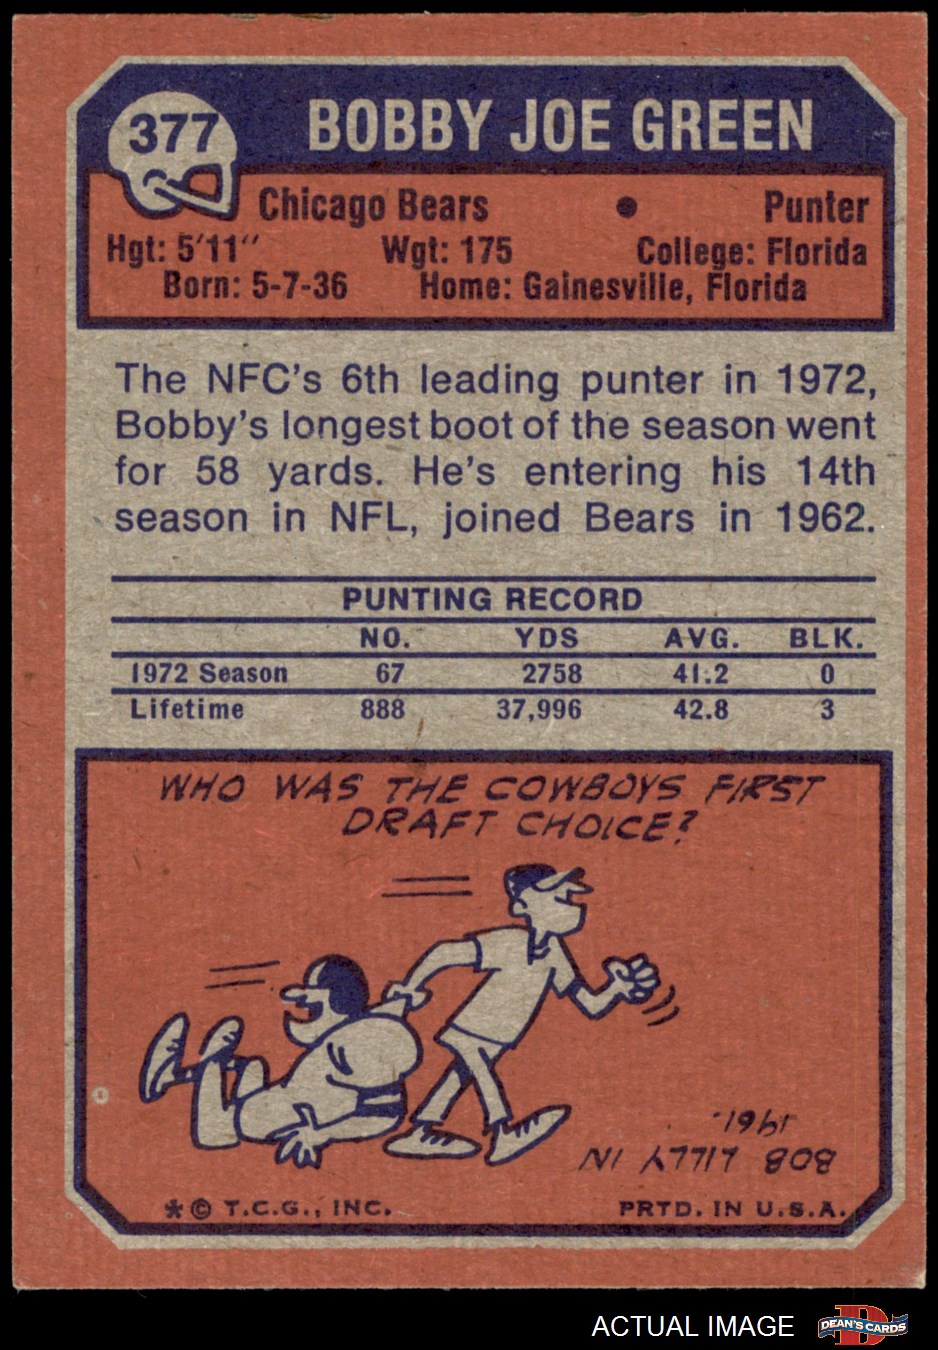 377
BOBBY JOE GREEN
Chicago Bears • Punter
Hgt: 5'11" Wgt: 175 College: Florida
Born: 5-7-36 Home: Gainesville, Florida
The NFC's 6th leading punter in 1972,
Bobby's longest boot of the season went
for 58 yards. He's entering his 14th
season in NFL, joined Bears in 1962.
PUNTING RECORD
NO. YDS AVG. BLK.
1972 Season 67 2758 41.2 0
Lifetime 888 37,996 42.8 3
WHO WAS THE COWBOYS FIRST
DRAFT CHOICE?
BOB LILLY IN
1961.
* © T.C.G., INC. PRTD. IN U.S.A.
ACTUAL IMAGE
DEAN'S CARDS